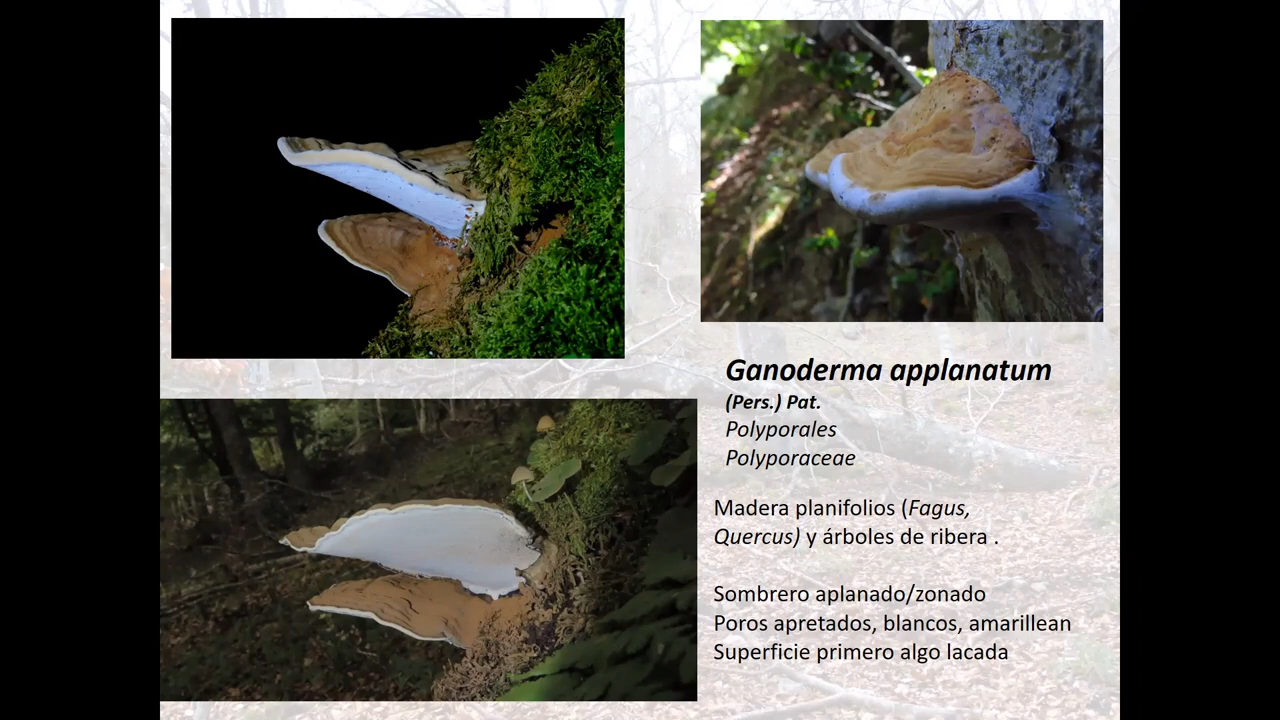 Ganoderma applanatum
(Pers.) Pat.
Polyporales
Polyporaceae
Madera planifolios (Fagus,
Quercus) y árboles de ribera .
Sombrero aplanado/zonado
Poros apretados, blancos, amarillean
Superficie primero algo lacada